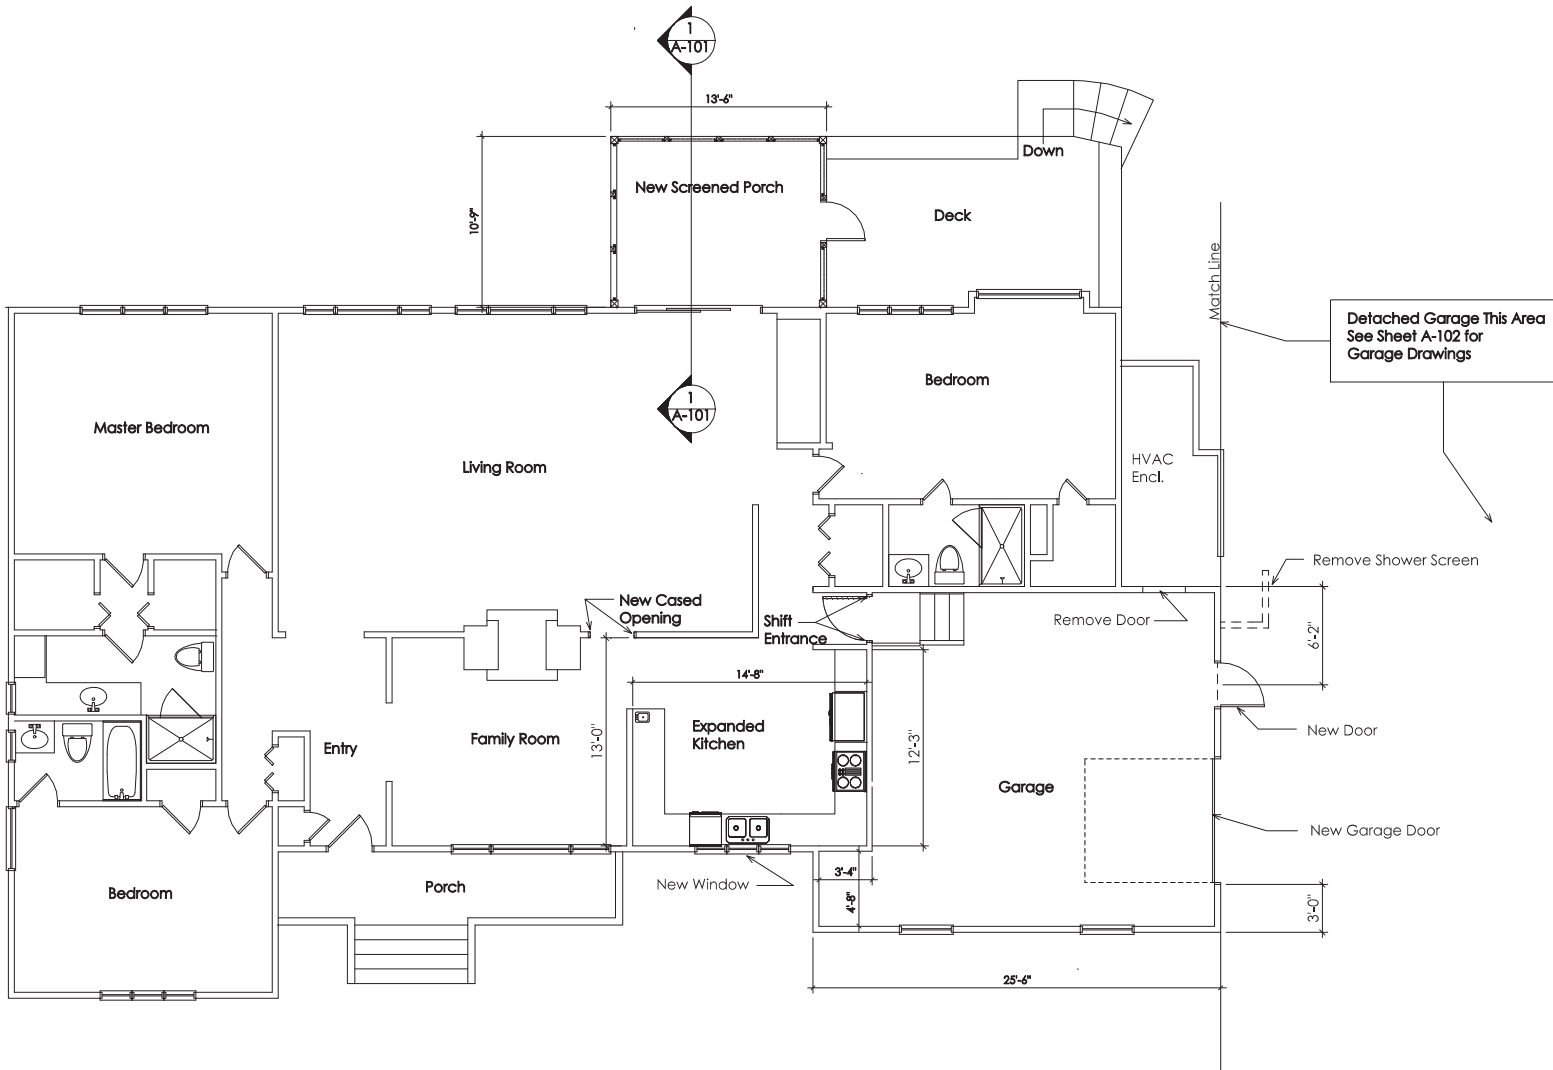 1
A-101
13'-6"
Down
New Screened Porch
Deck
10'-9"
Match Line
Detached Garage This Area
See Sheet A-102 for
Garage Drawings
Bedroom
1
A-101
Master Bedroom
Living Room
HVAC
Encl.
Remove Shower Screen
New Cased
Opening
Shift
Entrance
Remove Door
6'-2"
14'-8"
Expanded
Kitchen
Entry
Family Room
13'-0"
12'-3"
New Door
Garage
New Garage Door
Bedroom
Porch
New Window
3'-4"
4'-8"
3'-0"
25'-6"